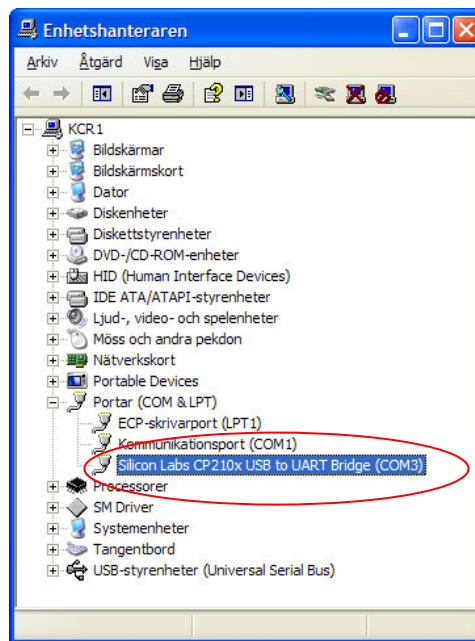 Enhetshanteraren
Arkiv Åtgärd Visa Hjälp
KCR1
Bildskärmar
Bildskärmskort
Dator
Diskenheter
Diskettstyrenheter
DVD-/CD-ROM-enheter
HID (Human Interface Devices)
IDE ATA/ATAPI-styrenheter
Ljud-, video- och spelenheter
Möss och andra pekdon
Nätverkskort
Portable Devices
Portar (COM & LPT)
ECP-skrivarport (LPT1)
Kommunikationsport (COM1)
Silicon Labs CP210x USB to UART Bridge (COM3)
Processorer
SM Driver
Systemenheter
Tangentbord
USB-styrenheter (Universal Serial Bus)